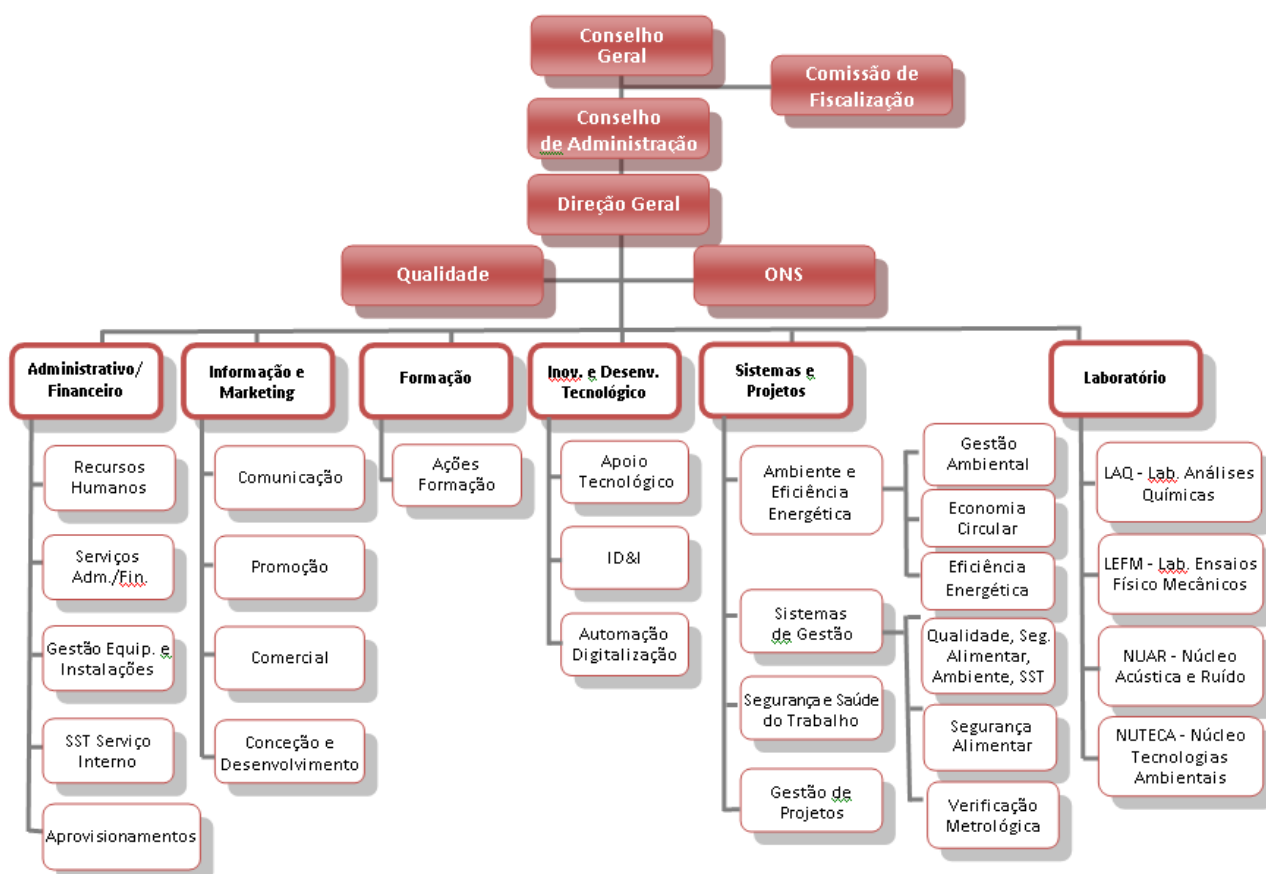 Conselho
Geral
Comissão de
Fiscalização
Conselho
de Administração
Direção Geral
Qualidade
ONS
Administrativo/
Financeiro
Informação e
Marketing
Formação
Inov. e Desenv.
Tecnológico
Sistemas e
Projetos
Laboratório
Recursos
Humanos
Serviços
Adm./Fin.
Gestão Equip. e
Instalações
SST Serviço
Interno
Aprovisionamentos
Comunicação
Promoção
Comercial
Conceção e
Desenvolvimento
Ações
Formação
Apoio
Tecnológico
ID&I
Automação
Digitalização
Ambiente e
Eficiência
Energética
Sistemas
de Gestão
Segurança e Saúde
do Trabalho
Gestão de
Projetos
Gestão
Ambiental
Economia
Circular
Eficiência
Energética
Qualidade, Seg.
Alimentar,
Ambiente, SST
Segurança
Alimentar
Verificação
Metrológica
LAQ - Lab. Análises
Químicas
LEFM - Lab. Ensaios
Físico Mecânicos
NUAR - Núcleo
Acústica e Ruído
NUTECA - Núcleo
Tecnologias
Ambientais